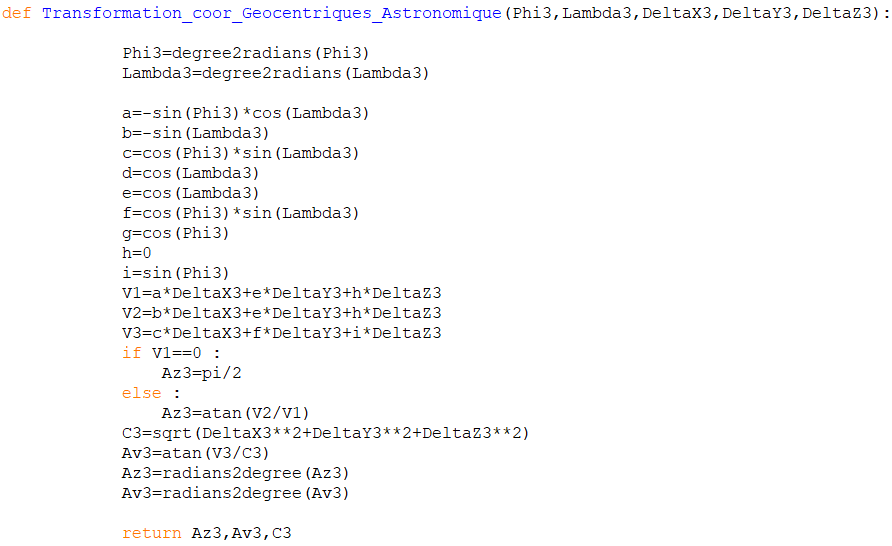 def Transformation_coor_Geocentriques_Astronomique(Phi3,Lambda3,DeltaX3,DeltaY3,DeltaZ3):
Phi3=degree2radians(Phi3)
Lambda3=degree2radians(Lambda3)
a=-sin(Phi3)*cos(Lambda3)
b=-sin(Lambda3)
c=cos(Phi3)*sin(Lambda3)
d=cos(Lambda3)
e=cos(Lambda3)
f=cos(Phi3)*sin(Lambda3)
g=cos(Phi3)
h=0
i=sin(Phi3)
V1=a*DeltaX3+e*DeltaY3+h*DeltaZ3
V2=b*DeltaX3+e*DeltaY3+h*DeltaZ3
V3=c*DeltaX3+f*DeltaY3+i*DeltaZ3
if V1==0 :
Az3=pi/2
else :
Az3=atan(V2/V1)
C3=sqrt(DeltaX3**2+DeltaY3**2+DeltaZ3**2)
Av3=atan(V3/C3)
Az3=radians2degree(Az3)
Av3=radians2degree(Av3)
return Az3,Av3,C3